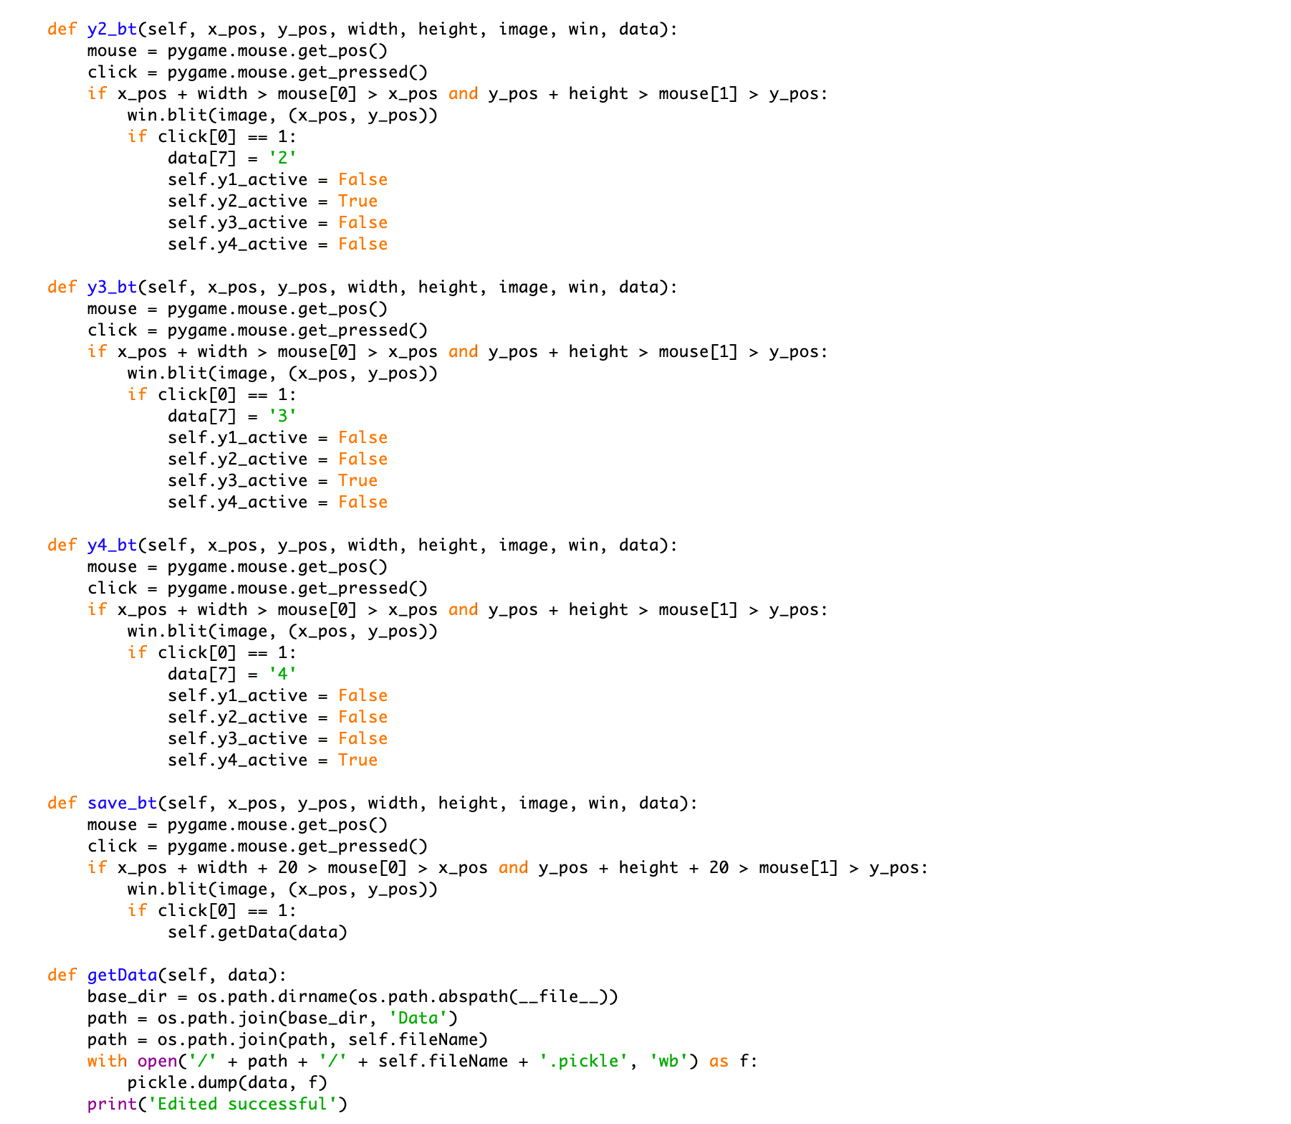 def y2_bt(self, x_pos, y_pos, width, height, image, win, data):
    mouse = pygame.mouse.get_pos()
    click = pygame.mouse.get_pressed()
    if x_pos + width > mouse[0] > x_pos and y_pos + height > mouse[1] > y_pos:
        win.blit(image, (x_pos, y_pos))
        if click[0] == 1:
            data[7] = '2'
            self.y1_active = False
            self.y2_active = True
            self.y3_active = False
            self.y4_active = False

def y3_bt(self, x_pos, y_pos, width, height, image, win, data):
    mouse = pygame.mouse.get_pos()
    click = pygame.mouse.get_pressed()
    if x_pos + width > mouse[0] > x_pos and y_pos + height > mouse[1] > y_pos:
        win.blit(image, (x_pos, y_pos))
        if click[0] == 1:
            data[7] = '3'
            self.y1_active = False
            self.y2_active = False
            self.y3_active = True
            self.y4_active = False

def y4_bt(self, x_pos, y_pos, width, height, image, win, data):
    mouse = pygame.mouse.get_pos()
    click = pygame.mouse.get_pressed()
    if x_pos + width > mouse[0] > x_pos and y_pos + height > mouse[1] > y_pos:
        win.blit(image, (x_pos, y_pos))
        if click[0] == 1:
            data[7] = '4'
            self.y1_active = False
            self.y2_active = False
            self.y3_active = False
            self.y4_active = True

def save_bt(self, x_pos, y_pos, width, height, image, win, data):
    mouse = pygame.mouse.get_pos()
    click = pygame.mouse.get_pressed()
    if x_pos + width + 20 > mouse[0] > x_pos and y_pos + height + 20 > mouse[1] > y_pos:
        win.blit(image, (x_pos, y_pos))
        if click[0] == 1:
            self.getData(data)

def getData(self, data):
    base_dir = os.path.dirname(os.path.abspath(__file__))
    path = os.path.join(base_dir, 'Data')
    path = os.path.join(path, self.fileName)
    with open('/' + path + '/' + self.fileName + '.pickle', 'wb') as f:
        pickle.dump(data, f)
    print('Edited successful')